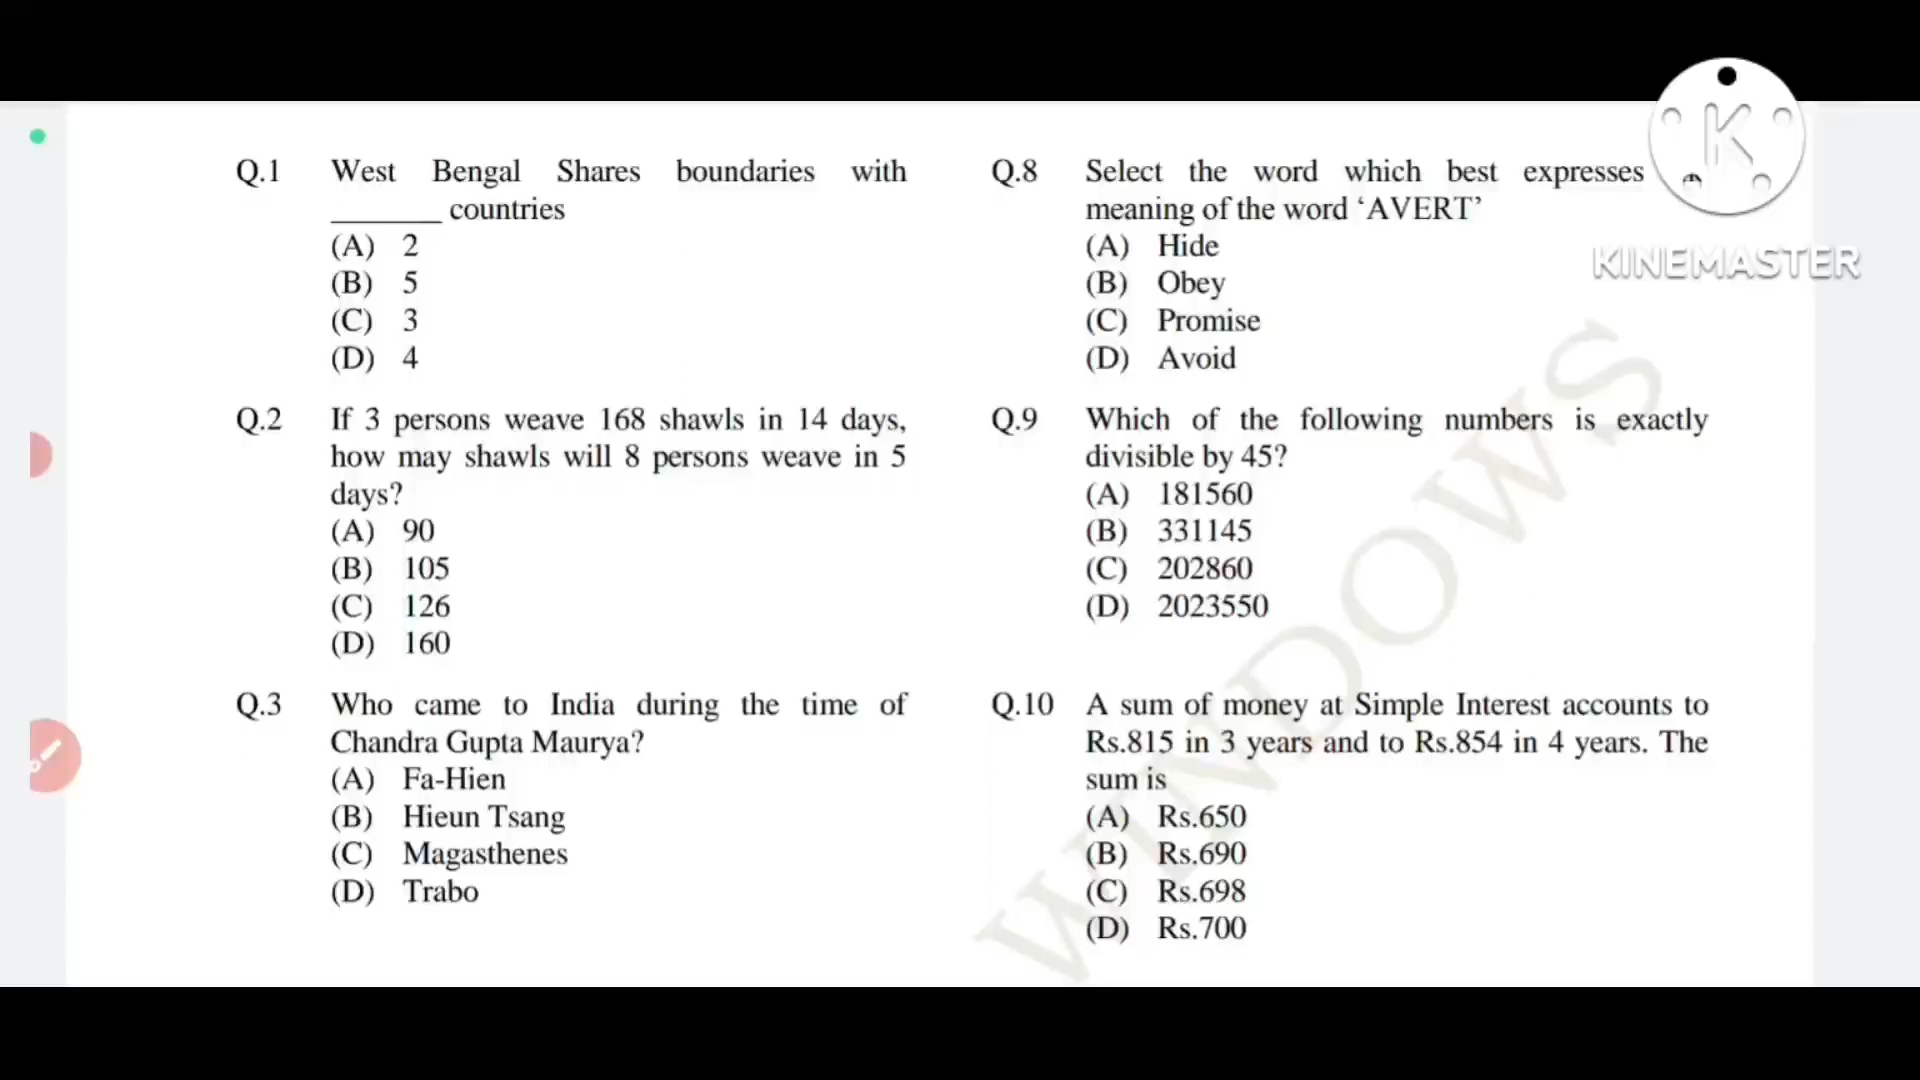 Q.1 West Bengal Shares boundaries with
_______ countries
(A) 2
(B) 5
(C) 3
(D) 4
Q.2 If 3 persons weave 168 shawls in 14 days,
how may shawls will 8 persons weave in 5
days?
(A) 90
(B) 105
(C) 126
(D) 160
Q.3 Who came to India during the time of
Chandra Gupta Maurya?
(A) Fa-Hien
(B) Hieun Tsang
(C) Magasthenes
(D) Trabo
Q.8 Select the word which best expresses
meaning of the word ‘AVERT’
(A) Hide
(B) Obey
(C) Promise
(D) Avoid
Q.9 Which of the following numbers is exactly
divisible by 45?
(A) 181560
(B) 331145
(C) 202860
(D) 2023550
Q.10 A sum of money at Simple Interest accounts to
Rs.815 in 3 years and to Rs.854 in 4 years. The
sum is
(A) Rs.650
(B) Rs.690
(C) Rs.698
(D) Rs.700
K
KINEMASTER
WINDOWS